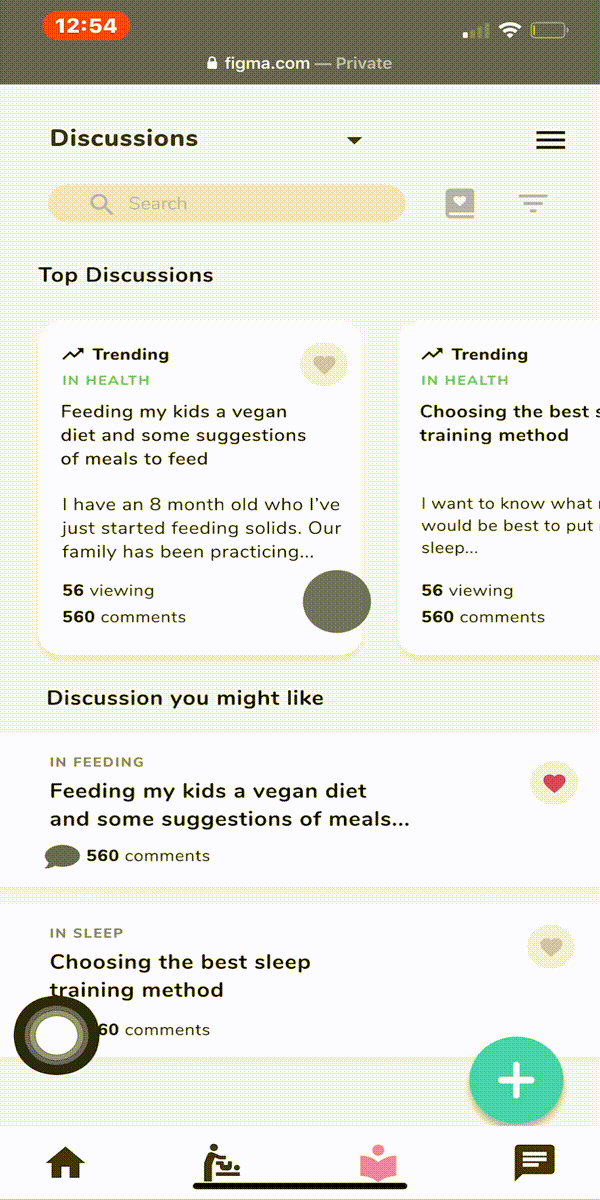 12:54
figma.com — Private
Discussions
Search
Top Discussions
Trending
IN HEALTH
Feeding my kids a vegan
diet and some suggestions
of meals to feed
I have an 8 month old who I've
just started feeding solids. Our
family has been practicing...
56 viewing
560 comments
Trending
IN HEALTH
Choosing the best s
training method
I want to know what
would be best to put
sleep...
56 viewing
560 comments
Discussion you might like
IN FEEDING
Feeding my kids a vegan diet
and some suggestions of meals...
560 comments
IN SLEEP
Choosing the best sleep
training method
60 comments